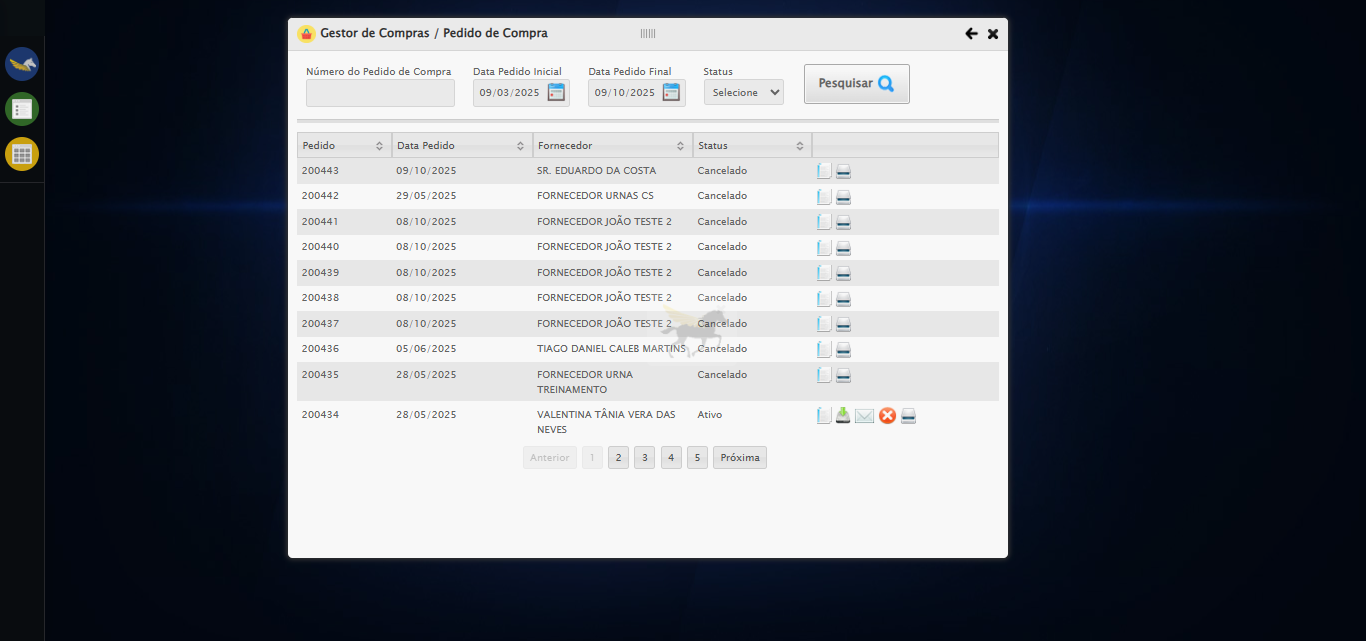 Gestor de Compras / Pedido de Compra
Número do Pedido de Compra Data Pedido Inicial Data Pedido Final Status
09/03/2025 09/10/2025 Selecione Pesquisar
Pedido Data Pedido Fornecedor Status
200443 09/10/2025 SR. EDUARDO DA COSTA Cancelado
200442 29/05/2025 FORNECEDOR URNAS CS Cancelado
200441 08/10/2025 FORNECEDOR JOÃO TESTE 2 Cancelado
200440 08/10/2025 FORNECEDOR JOÃO TESTE 2 Cancelado
200439 08/10/2025 FORNECEDOR JOÃO TESTE 2 Cancelado
200438 08/10/2025 FORNECEDOR JOÃO TESTE 2 Cancelado
200437 08/10/2025 FORNECEDOR JOÃO TESTE 2 Cancelado
200436 05/06/2025 TIAGO DANIEL CALEB MARTINS Cancelado
200435 28/05/2025 FORNECEDOR URNA Cancelado
TREINAMENTO
200434 28/05/2025 VALENTINA TÂNIA VERA DAS Ativo
NEVES
Anterior 1 2 3 4 5 Próxima